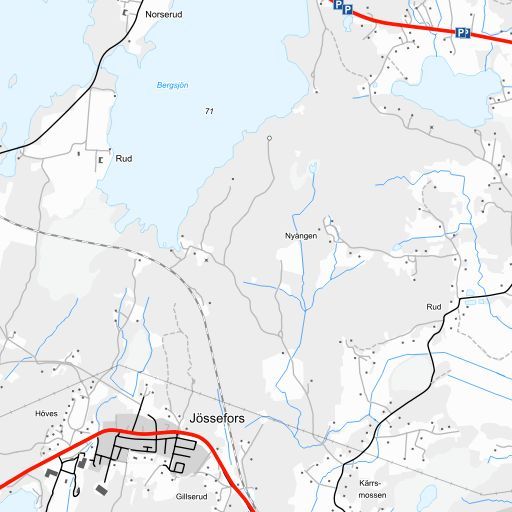 P
P
Norserud
P
Bergsjön
71
Rud
Nyängen
Rud
Höves
Jössefors
Kärrs-
mossen
Gillserud